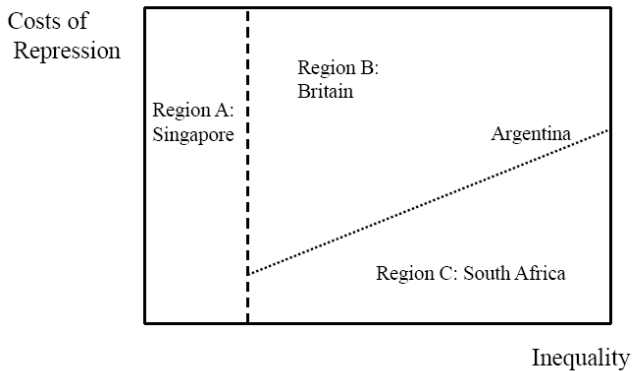 Costs of
Repression
Region B:
Britain
Region A:
Singapore
Argentina
Region C: South Africa
Inequality